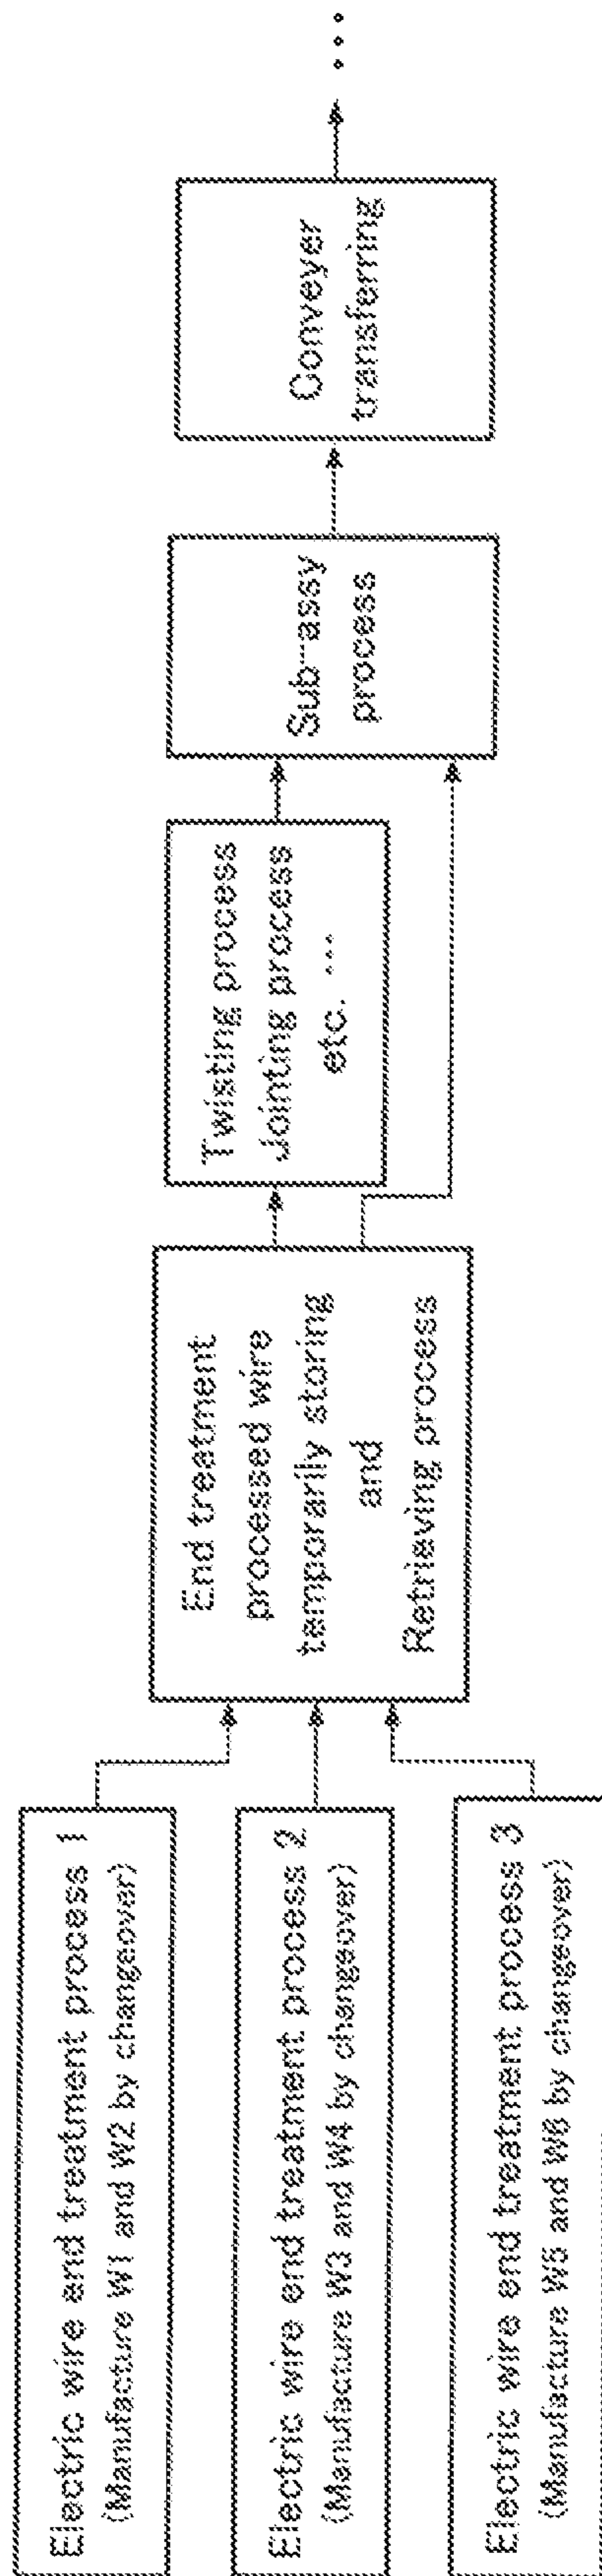 Electric wire end treatment process 1
(Manufacture W1 and W2 by changeover)
Electric wire end treatment process 2
(Manufacture W3 and W4 by changeover)
Electric wire end treatment process 3
(Manufacture W5 and W6 by changeover)
End treatment
processed wire
temporarily storing
and
Retrieving process
Twisting process
Jointing process
etc. ...
Sub-assy
process
Conveyer
transferring